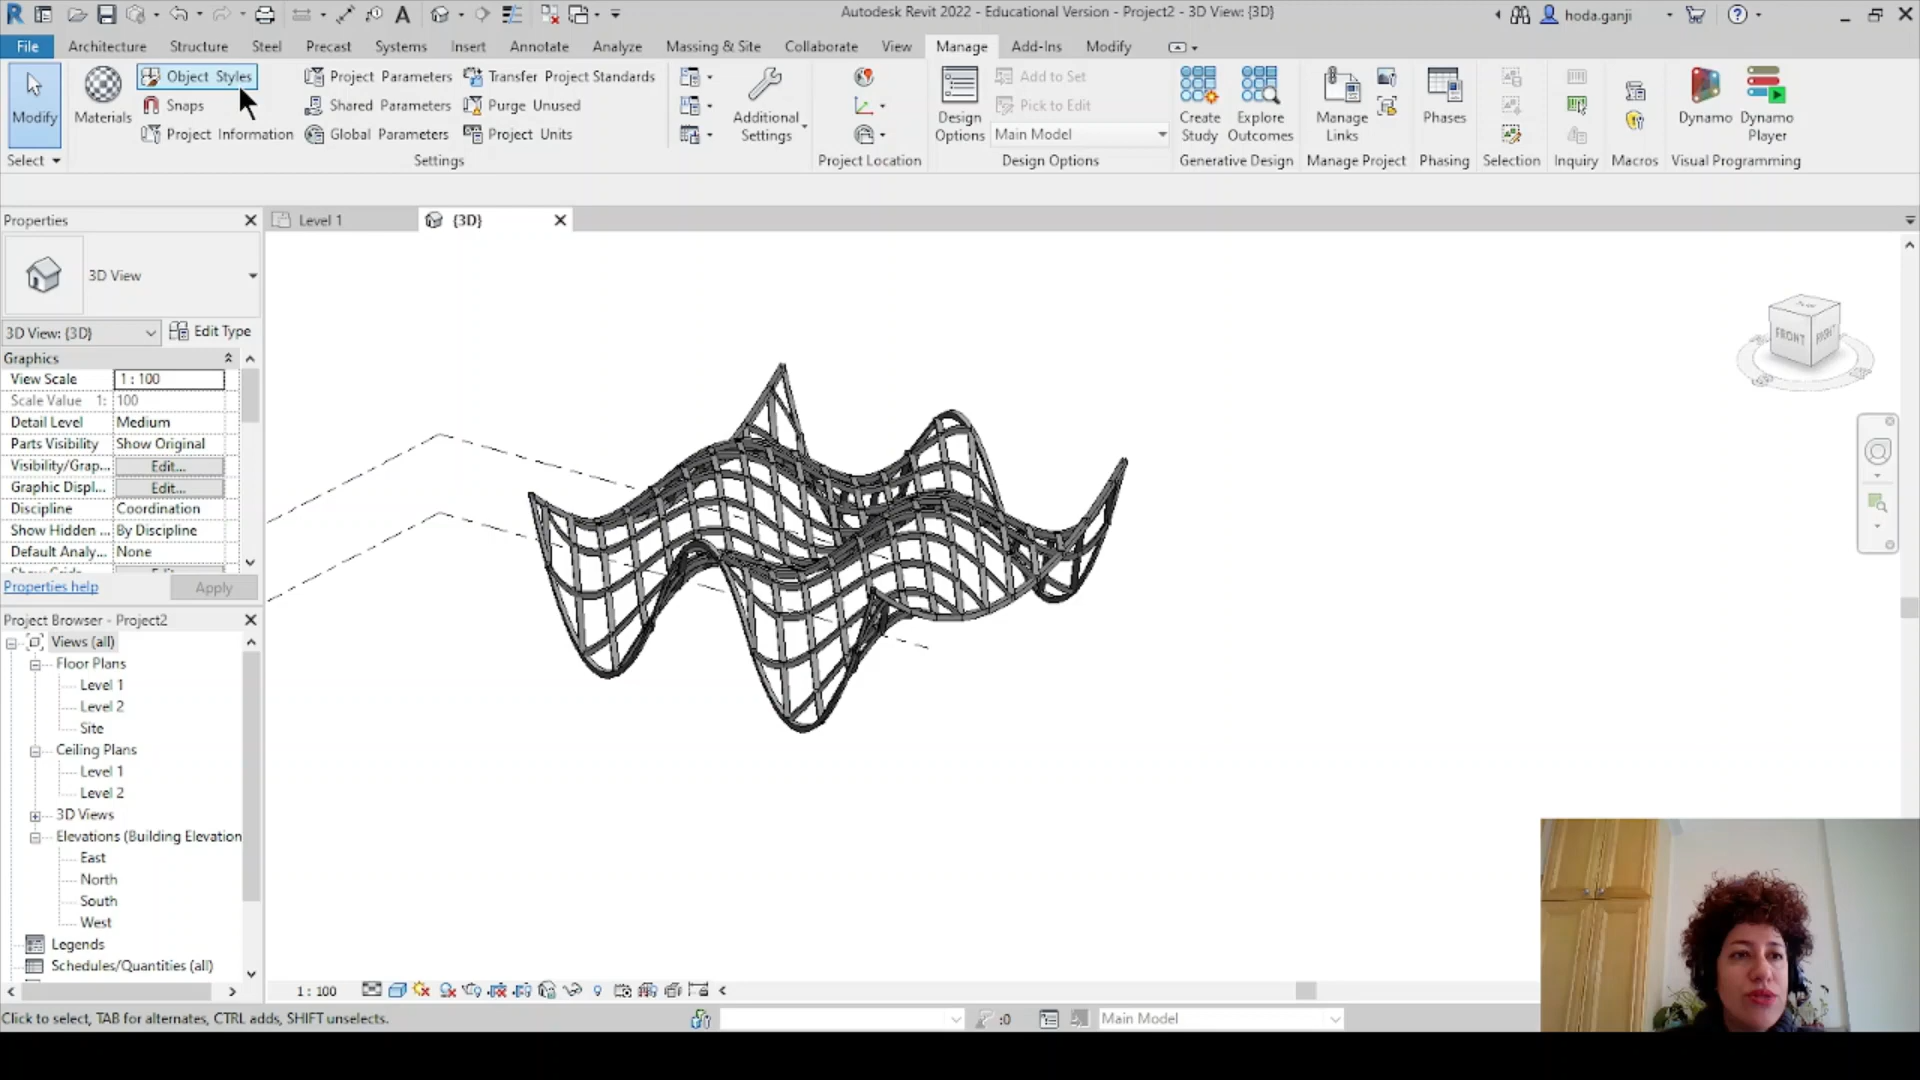 Autodesk Revit 2022 - Educational Version - Project2 - 3D View: {3D}
hoda.ganji
File Architecture Structure Steel Precast Systems Insert Annotate Analyze Massing & Site Collaborate View Manage Add-Ins Modify
Modify
Select
Materials
Object Styles
Snaps
Project Information
Project Parameters
Shared Parameters
Global Parameters
Transfer Project Standards
Purge Unused
Project Units
Settings
Additional
Settings
Project Location
Design
Options
Add to Set
Pick to Edit
Main Model
Design Options
Create
Study
Explore
Outcomes
Generative Design
Manage
Links
Manage Project
Phases
Phasing
Selection
Inquiry
Macros
Dynamo
Dynamo
Player
Visual Programming
Properties
Level 1
{3D}
3D View
3D View: {3D}
Edit Type
Graphics
View Scale 1 : 100
Scale Value 1: 100
Detail Level Medium
Parts Visibility Show Original
Visibility/Grap... Edit...
Graphic Displ... Edit...
Discipline Coordination
Show Hidden ... By Discipline
Default Analy... None
Properties help
Apply
FRONT
RIGHT
Project Browser - Project2
Views (all)
Floor Plans
Level 1
Level 2
Site
Ceiling Plans
Level 1
Level 2
3D Views
Elevations (Building Elevation
East
North
South
West
Legends
Schedules/Quantities (all)
1 : 100
Click to select, TAB for alternates, CTRL adds, SHIFT unselects.
:0
Main Model